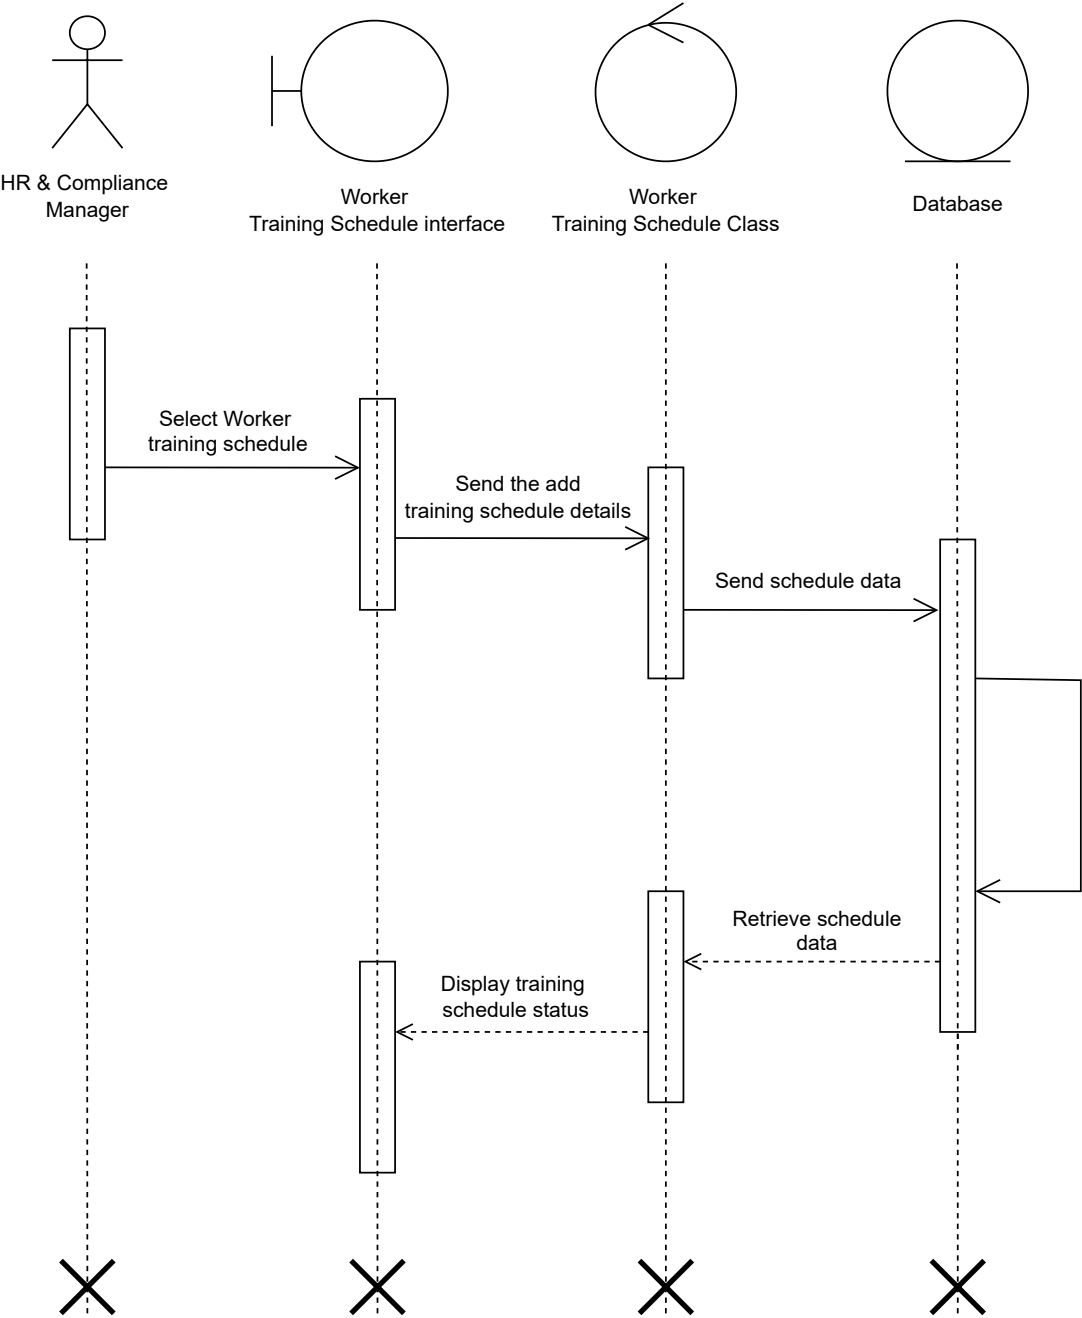 HR & Compliance
Manager
Worker
Training Schedule interface
Worker
Training Schedule Class
Database
Select Worker
training schedule
Send the add
training schedule details
Send schedule data
Retrieve schedule
data
Display training
schedule status